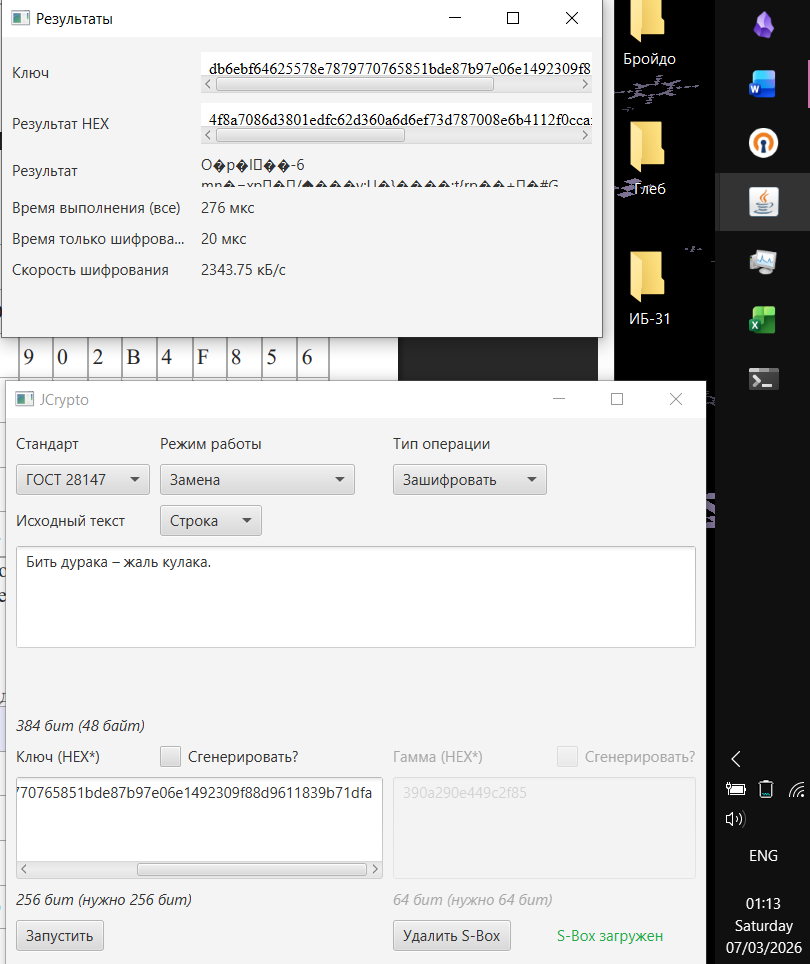 Результаты
Ключ
db6ebf64625578e7879770765851bde87b97e06e1492309f8
Результат HEX
4f8a7086d3801edfc62d360a6d6ef73d787008e6b4112f0cca
Результат
Время выполнения (все) 276 мкс
Время только шифрова... 20 мкс
Скорость шифрования 2343.75 кБ/с
9 0 2 B 4 F 8 5 6
Бройдо
Глеб
ИБ-31
JCrypto
Стандарт Режим работы Тип операции
ГОСТ 28147 Замена Зашифровать
Исходный текст Строка
Бить дурака – жаль кулака.
384 бит (48 байт)
Ключ (HEX*) Сгенерировать? Гамма (HEX*) Сгенерировать?
770765851bde87b97e06e1492309f88d9611839b71dfa
390a290e449c2f85
256 бит (нужно 256 бит) 64 бит (нужно 64 бит)
Запустить Удалить S-Box S-Box загружен
ENG
01:13
Saturday
07/03/2026